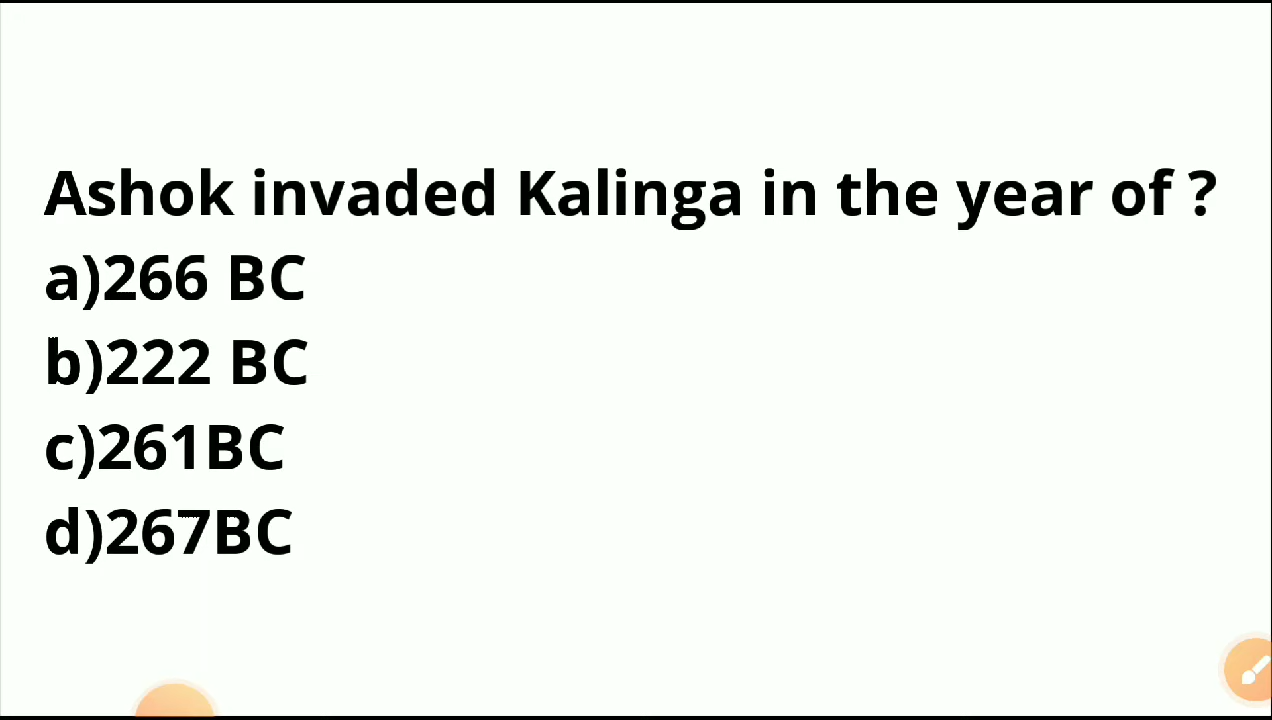 Ashok invaded Kalinga in the year of ?
a)266 BC
b)222 BC
c)261BC
d)267BC